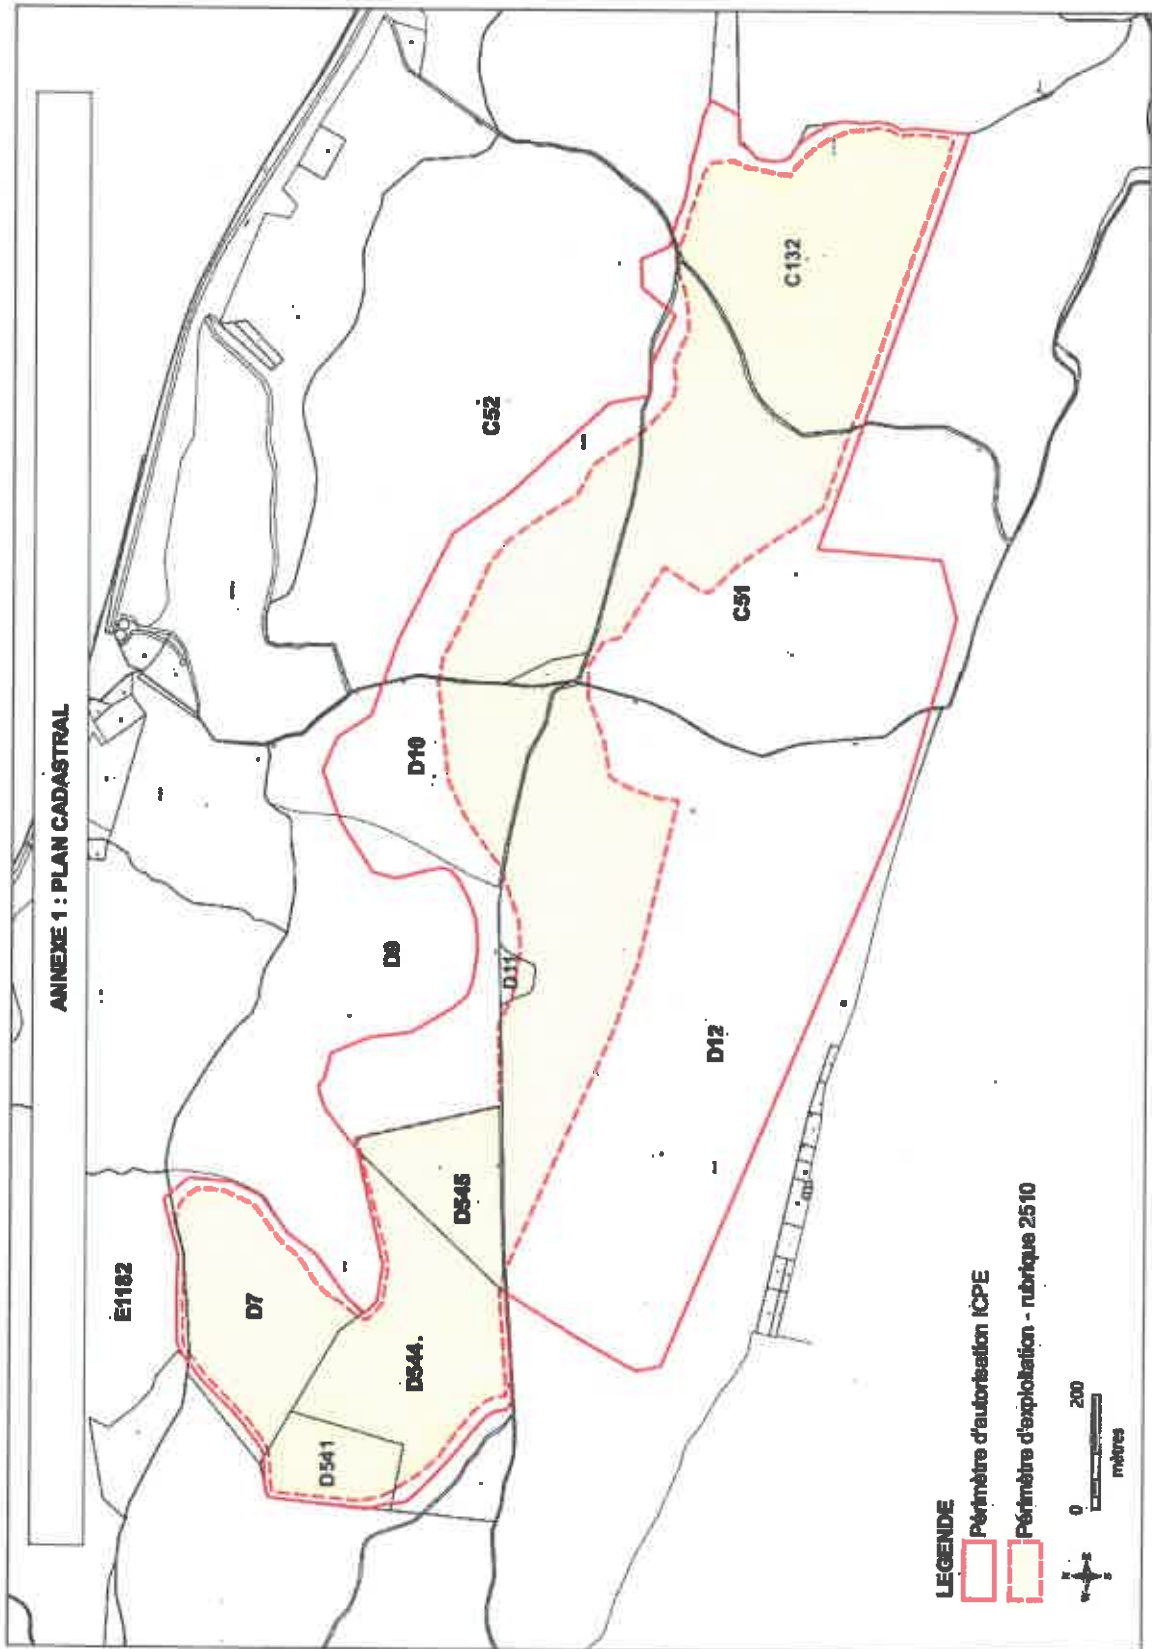 ANNEXE 1 : PLAN CADASTRAL
E1182
D7
D541
D544.
D545
D9
D11
D10
D12
C52
C51
C132
LEGENDE
Périmètre d'autorisation ICPE
Périmètre d'exploitation - rubrique 2510
0 200
mètres
N
W E
S